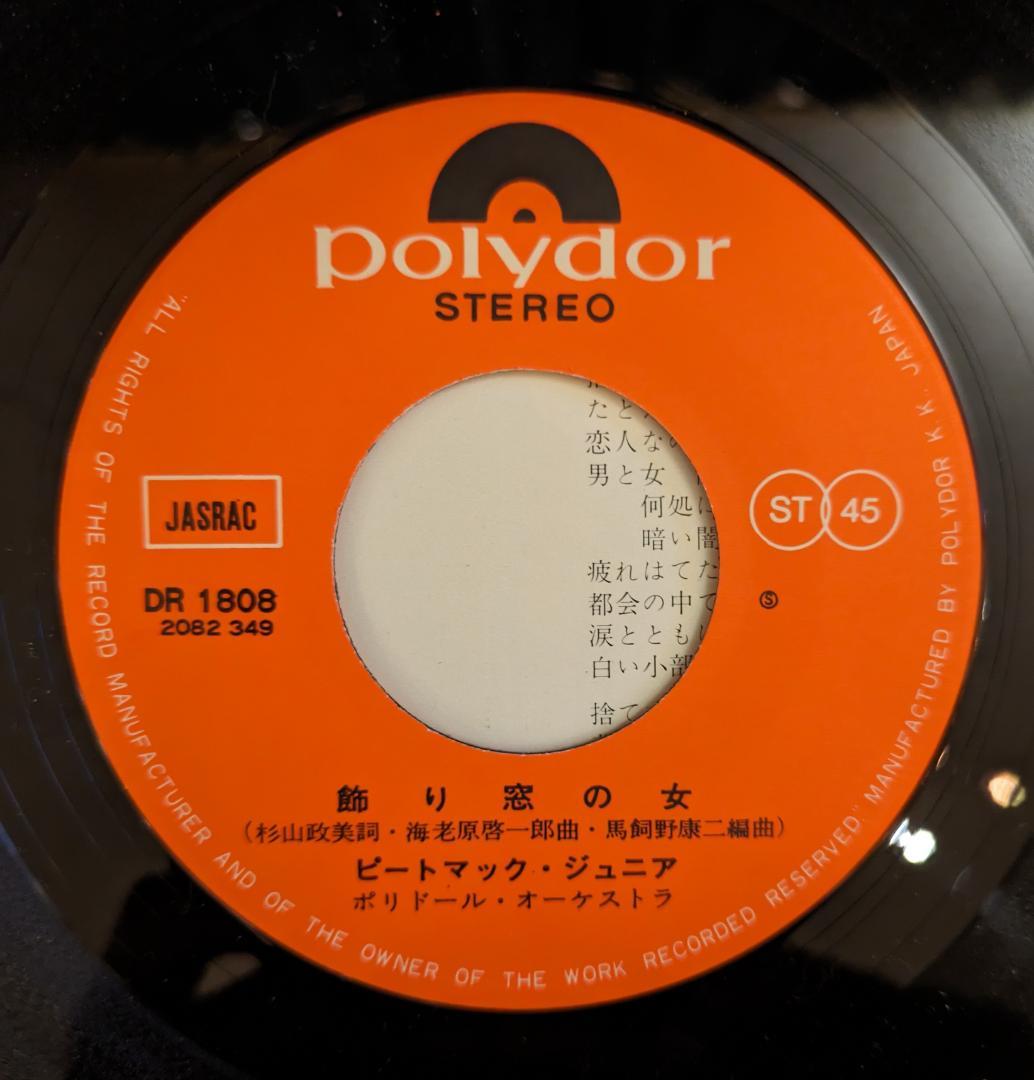 polydor
STEREO
"ALL RIGHTS OF THE RECORD MANUFACTURER AND OF THE OWNER OF THE WORK RECORDED RESERVED." MANUFACTURED BY POLYDOR K.K. JAPAN
JASRAC
ST 45
DR 1808
2082 349
Ⓢ
たと
恋人な
男と女
何処に
暗い闇
疲れはてた
都会の中で
涙とともに
白い小部
捨て
飾り窓の女
(杉山政美詞・海老原啓一郎曲・馬飼野康二編曲)
ピートマック・ジュニア
ポリドール・オーケストラ